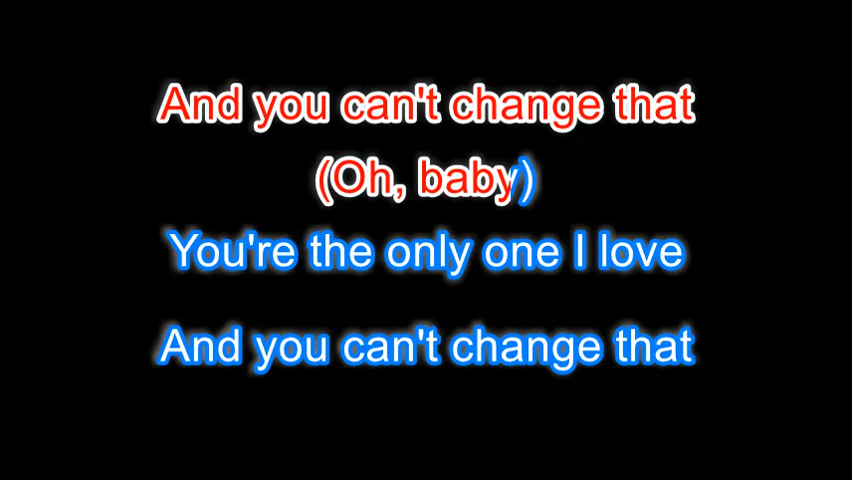 And you can't change that
(Oh, baby)
You're the only one I love
And you can't change that